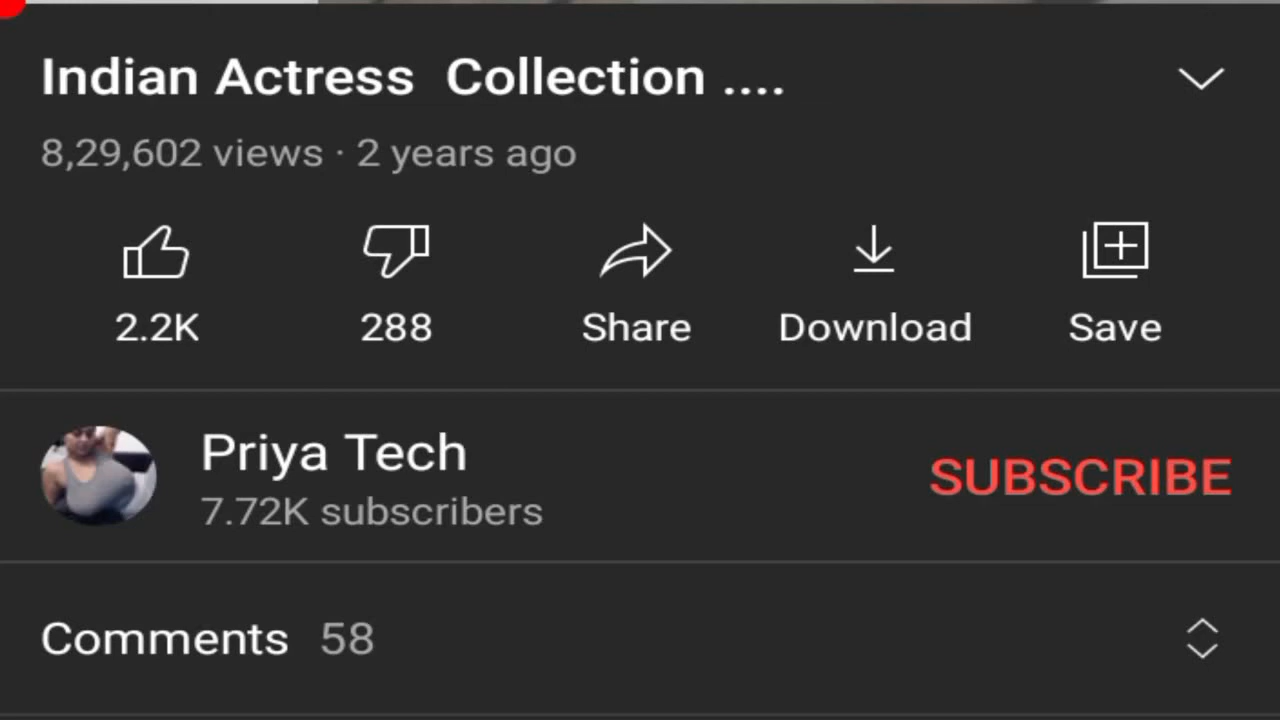 Indian Actress  Collection ....
8,29,602 views · 2 years ago
2.2K 288 Share Download Save
Priya Tech
7.72K subscribers
SUBSCRIBE
Comments 58